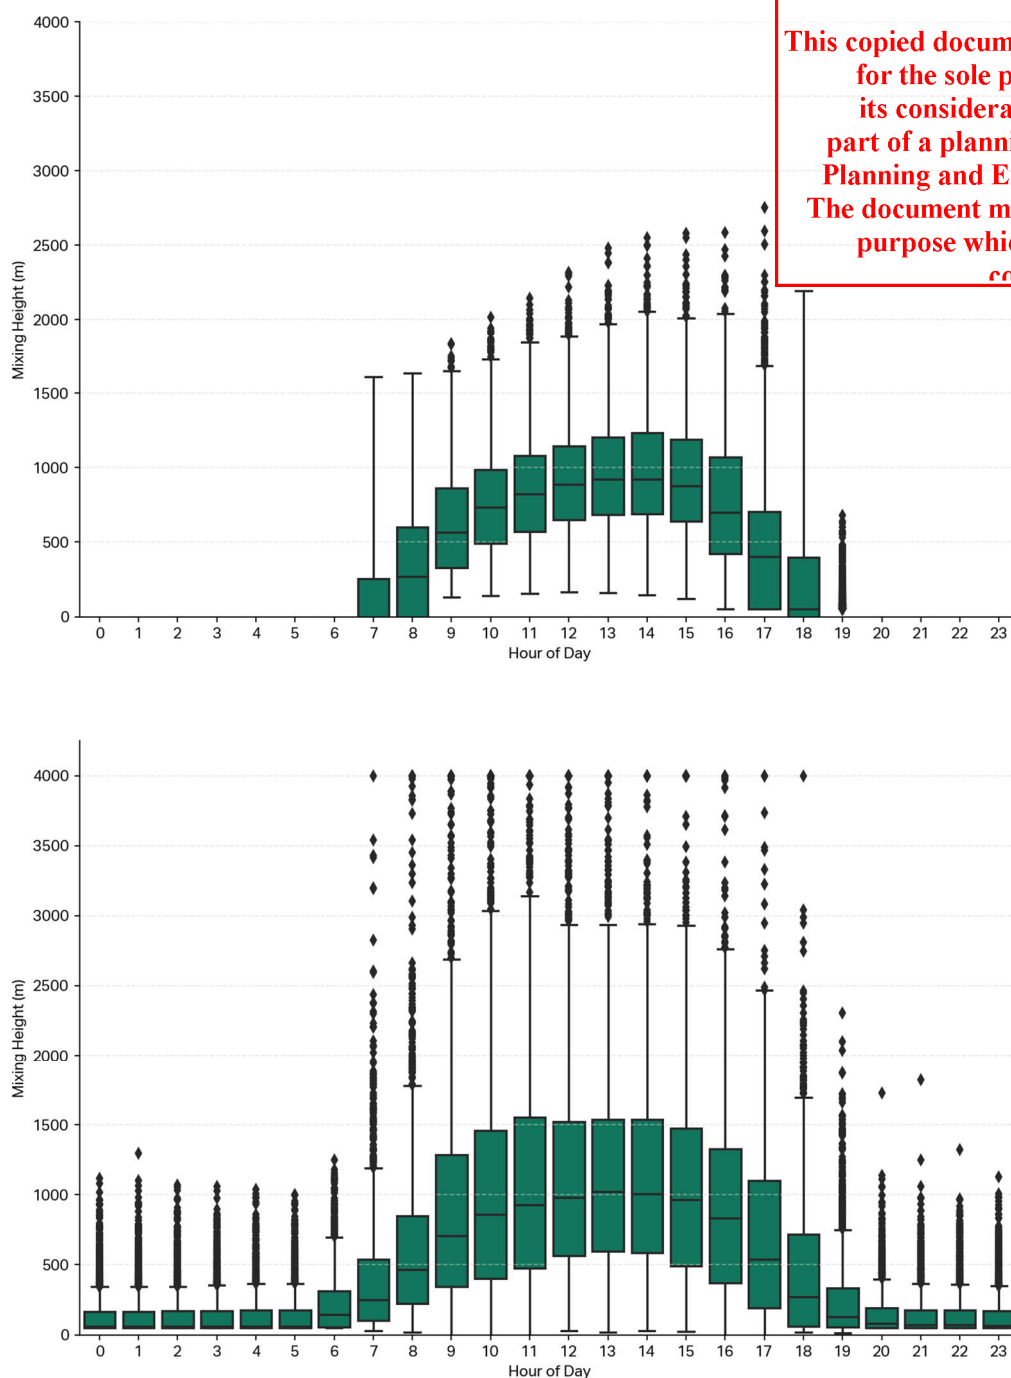 This copied docum
for the sole p
its considera
part of a planni
Planning and E
The document m
purpose whic
co
4000
3500
3000
2500
2000
1500
1000
500
0
Mixing Height (m)
0 1 2 3 4 5 6 7 8 9 10 11 12 13 14 15 16 17 18 19 20 21 22 23
Hour of Day
4000
3500
3000
2500
2000
1500
1000
500
0
Mixing Height (m)
0 1 2 3 4 5 6 7 8 9 10 11 12 13 14 15 16 17 18 19 20 21 22 23
Hour of Day